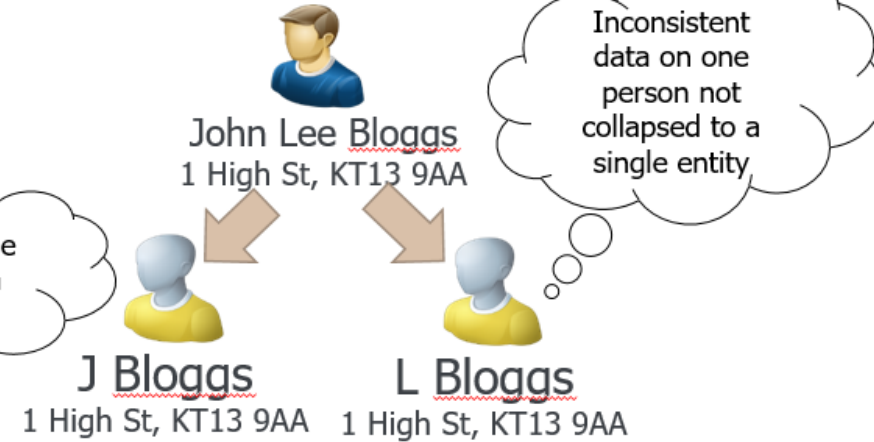 Inconsistent
data on one
person not
collapsed to a
single entity
John Lee Bloggs
1 High St, KT13 9AA
e
J Bloggs
L Bloggs
1 High St, KT13 9AA
1 High St, KT13 9AA